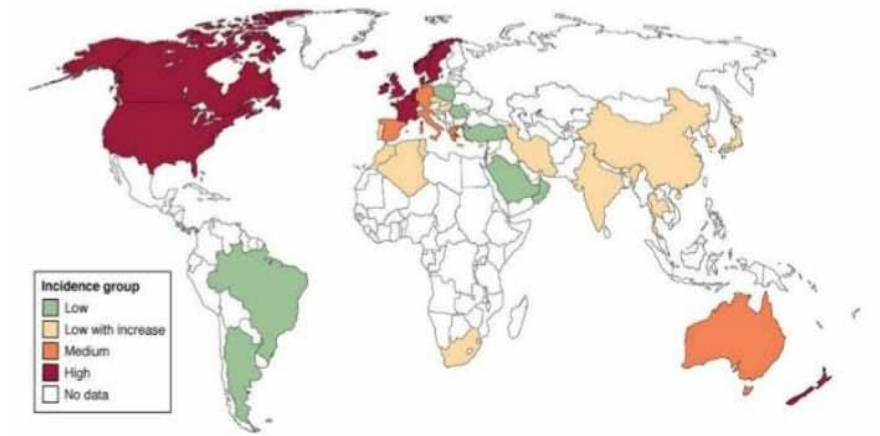 Incidence group
Low
Low with increase
Medium
High
No data